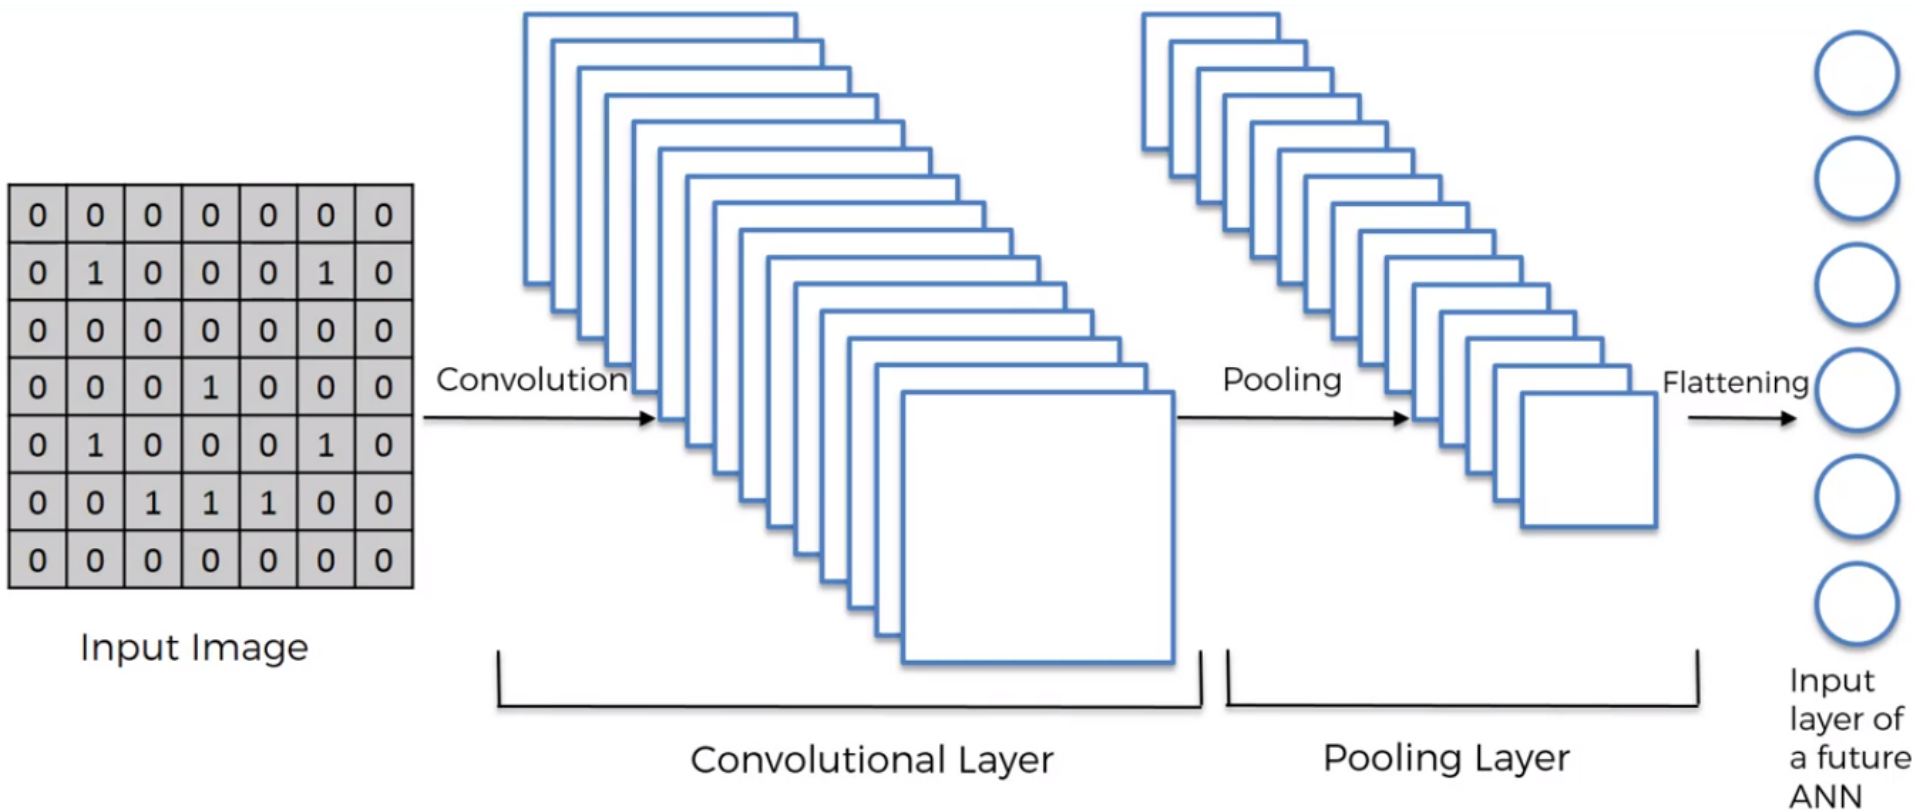 0 0 0 0 0 0 0
0 1 0 0 0 1 0
0 0 0 0 0 0 0
0 0 0 1 0 0 0
0 1 0 0 0 1 0
0 0 1 1 1 0 0
0 0 0 0 0 0 0
Input Image
Convolution
Convolutional Layer
Pooling
Pooling Layer
Flattening
Input
layer of
a future
ANN